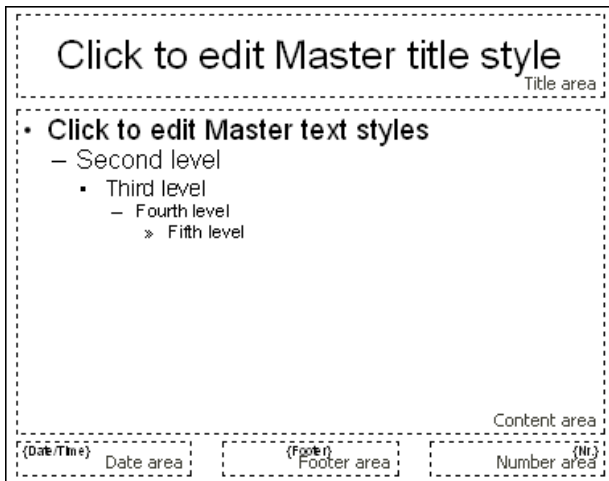 Click to edit Master title style
Title area
• Click to edit Master text styles
– Second level
• Third level
– Fourth level
» Fifth level
Content area
{Date/Time}
Date area
{Footer}
Footer area
{Nr.}
Number area